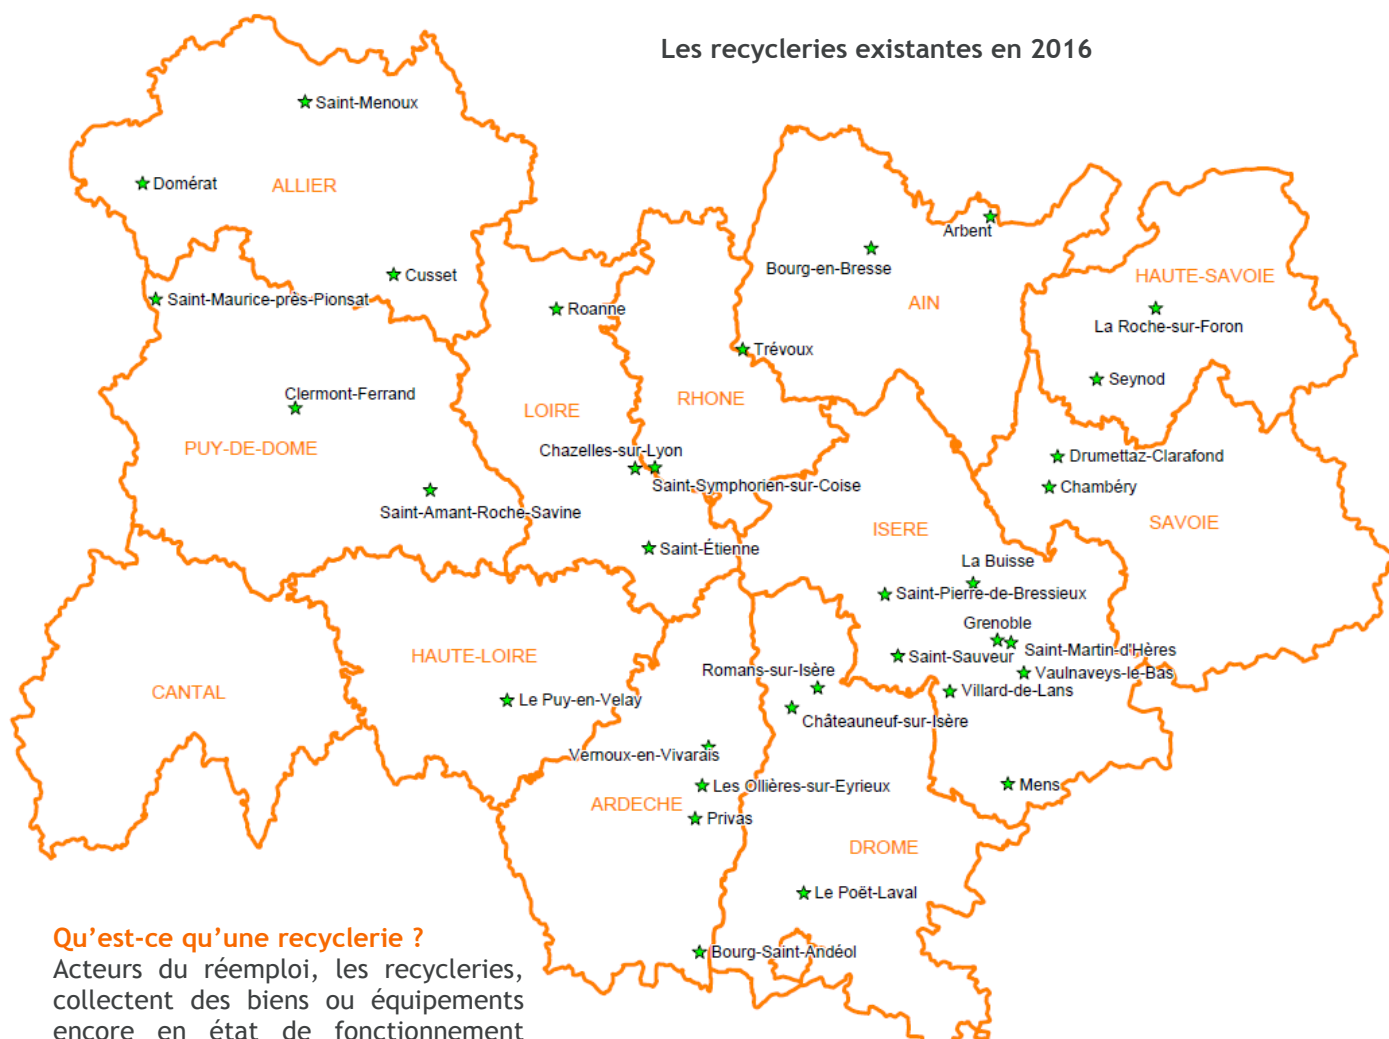 Les recycleries existantes en 2016
Saint-Menoux
Domérat
ALLIER
Arbent
Bourg-en-Bresse
Cusset
HAUTE-SAVOIE
Saint-Maurice-près-Pionsat
Roanne
AIN
La Roche-sur-Foron
Trévoux
Seynod
Clermont-Ferrand
RHONE
LOIRE
PUY-DE-DOME
Chazelles-sur-Lyon
Drumettaz-Clarafond
Saint-Symphorien-sur-Coise
Chambéry
Saint-Amant-Roche-Savine
SAVOIE
ISERE
Saint-Étienne
La Buisse
Saint-Pierre-de-Bressieux
Grenoble
Saint-Martin-d'Hères
HAUTE-LOIRE
Saint-Sauveur
Romans-sur-Isère
Vaulnaveys-le-Bas
CANTAL
Villard-de-Lans
Le Puy-en-Velay
Châteauneuf-sur-Isère
Vernoux-en-Vivarais
Les Ollières-sur-Eyrieux
Mens
ARDECHE
Privas
DROME
Le Poët-Laval
Bourg-Saint-Andéol
Qu’est-ce qu’une recyclerie ?
Acteurs du réemploi, les recycleries,
collectent des biens ou équipements
encore en état de fonctionnement